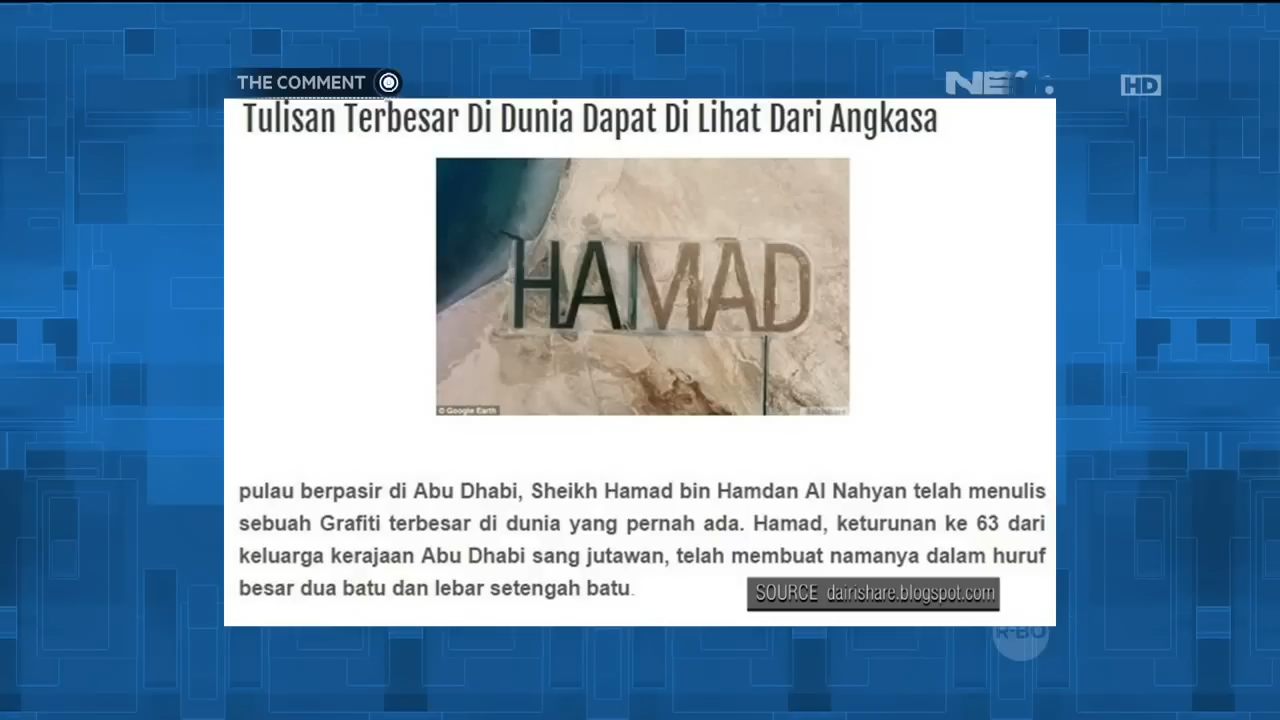 THE COMMENT
HD
Tulisan Terbesar Di Dunia Dapat Di Lihat Dari Angkasa
HAMAD
© Google Earth
dairishare
pulau berpasir di Abu Dhabi, Sheikh Hamad bin Hamdan Al Nahyan telah menulis
sebuah Grafiti terbesar di dunia yang pernah ada. Hamad, keturunan ke 63 dari
keluarga kerajaan Abu Dhabi sang jutawan, telah membuat namanya dalam huruf
besar dua batu dan lebar setengah batu.
SOURCE dairishare.blogspot.com
R-BO